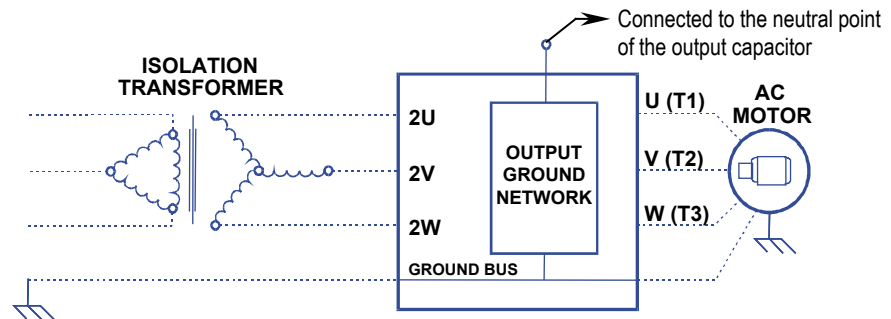 Connected to the neutral point
of the output capacitor
ISOLATION
TRANSFORMER
2U
2V
2W
OUTPUT
GROUND
NETWORK
GROUND BUS
U (T1)
V (T2)
W (T3)
AC
MOTOR